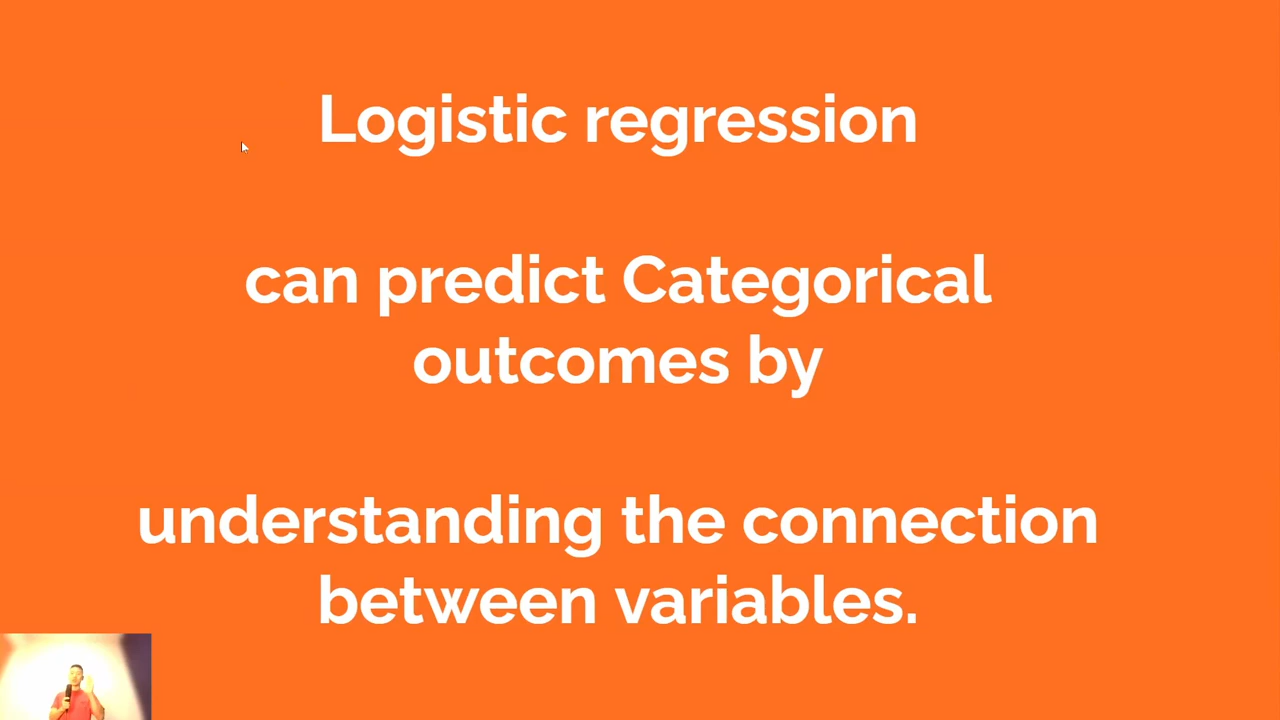 Logistic regression
can predict Categorical
outcomes by
understanding the connection
between variables.